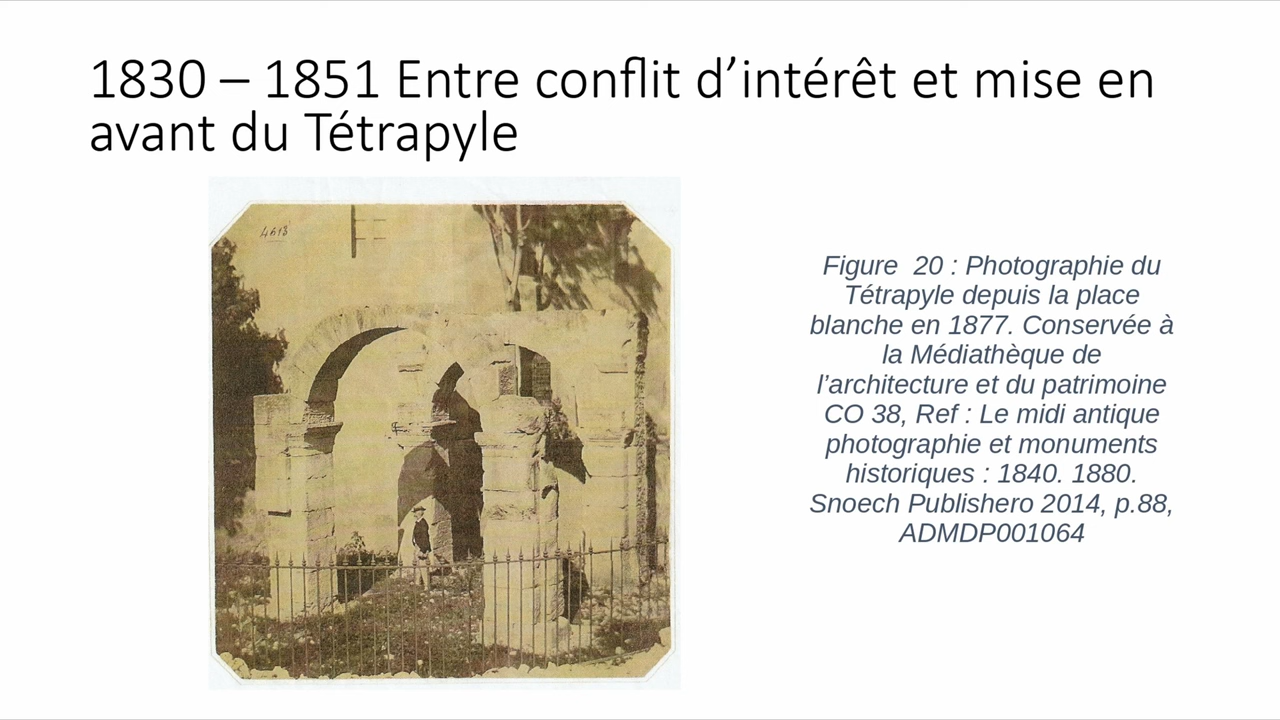 1830 – 1851 Entre conflit d’intérêt et mise en
avant du Tétrapyle
4618
Figure  20 : Photographie du
Tétrapyle depuis la place
blanche en 1877. Conservée à
la Médiathèque de
l’architecture et du patrimoine
CO 38, Ref : Le midi antique
photographie et monuments
historiques : 1840. 1880.
Snoech Publishero 2014, p.88,
ADMDP001064